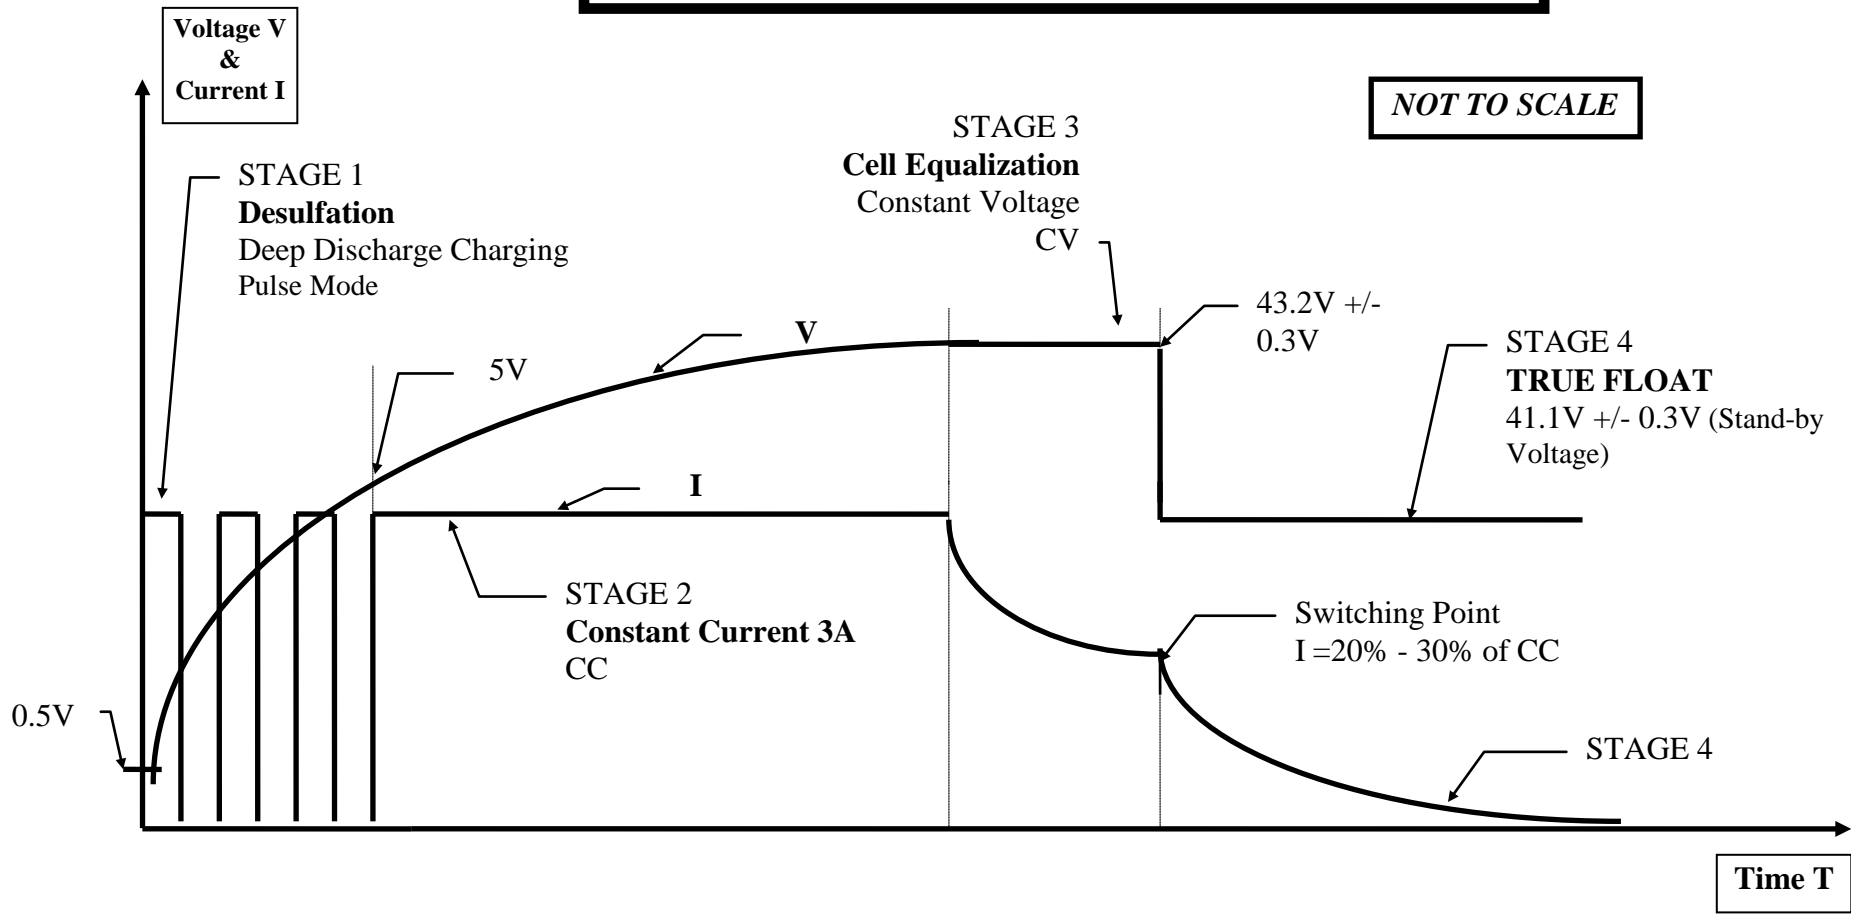 Voltage V
&
Current I
NOT TO SCALE
STAGE 3
Cell Equalization
Constant Voltage
CV
STAGE 1
Desulfation
Deep Discharge Charging
Pulse Mode
43.2V +/-
0.3V
V
STAGE 4
TRUE FLOAT
41.1V +/- 0.3V (Stand-by
Voltage)
5V
I
STAGE 2
Constant Current 3A
CC
Switching Point
I =20% - 30% of CC
0.5V
STAGE 4
Time T